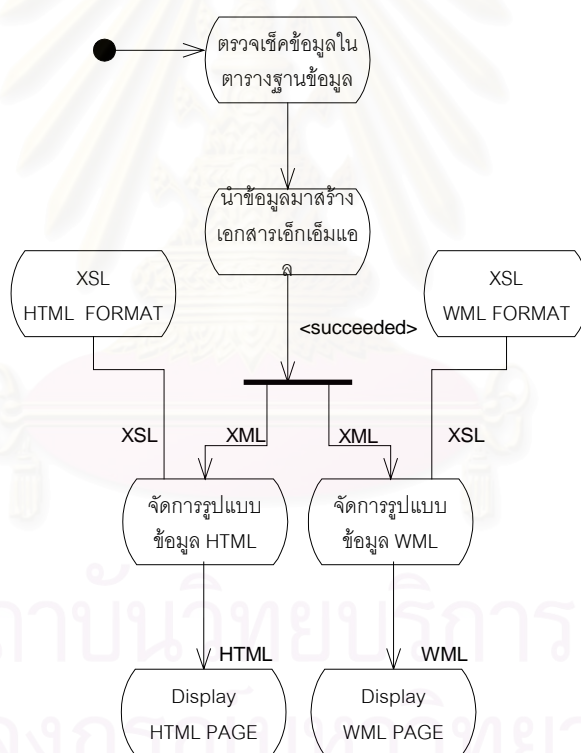 ตรวจเช็คข้อมูลใน
ตารางฐานข้อมูล
นำข้อมูลมาสร้าง
เอกสารเอ็กเอ็มแอ
ล
XSL
HTML FORMAT
XSL
WML FORMAT
<succeeded>
XSL
XML
XML
XSL
จัดการรูปแบบ
ข้อมูล HTML
จัดการรูปแบบ
ข้อมูล WML
HTML
WML
Display
HTML PAGE
Display
WML PAGE